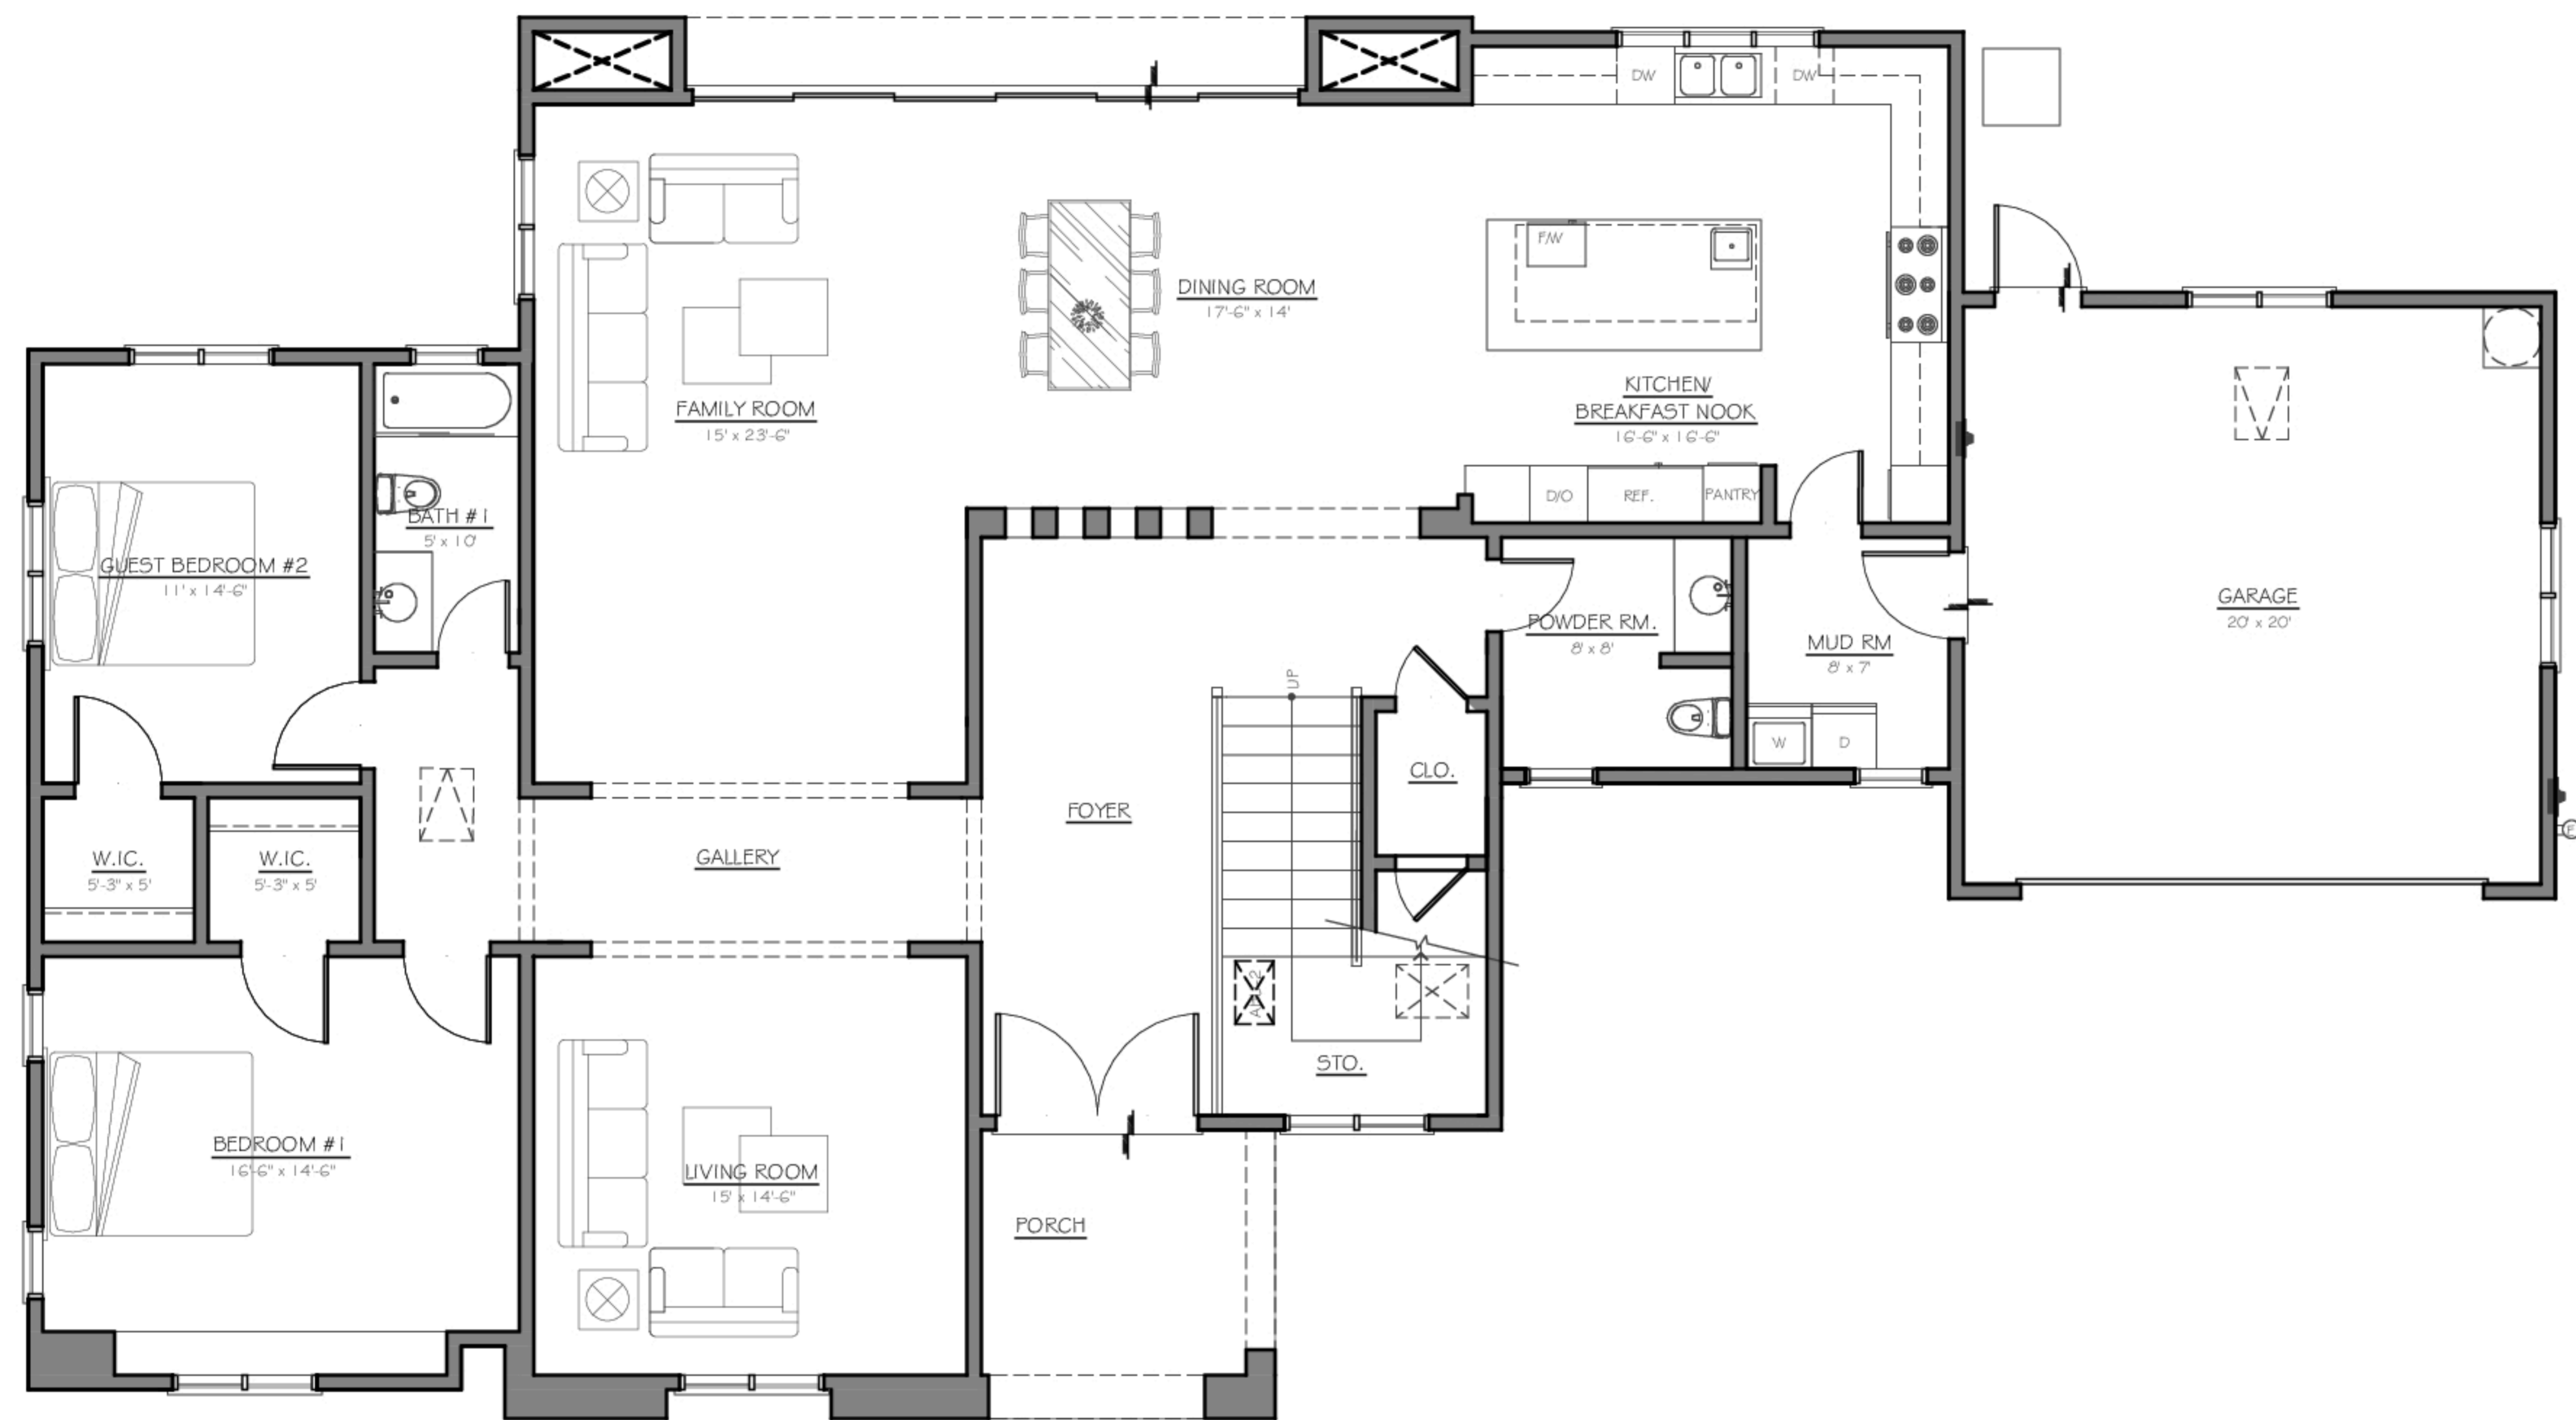 DW
DW
F/W
DINING ROOM
17'-6" x 14'
KITCHEN/
BREAKFAST NOOK
16'-6" x 16'-6"
FAMILY ROOM
15' x 23'-6"
D/O
REF.
PANTRY
BATH #1
5' x 10'
GUEST BEDROOM #2
11' x 14'-6"
GARAGE
20' x 20'
POWDER RM.
8' x 8'
MUD RM
8' x 7'
UP
W
D
CLO.
FOYER
GALLERY
W.IC.
5'-3" x 5'
W.IC.
5'-3" x 5'
STO.
BEDROOM #1
16'-6" x 14'-6"
LIVING ROOM
15' x 14'-6"
PORCH